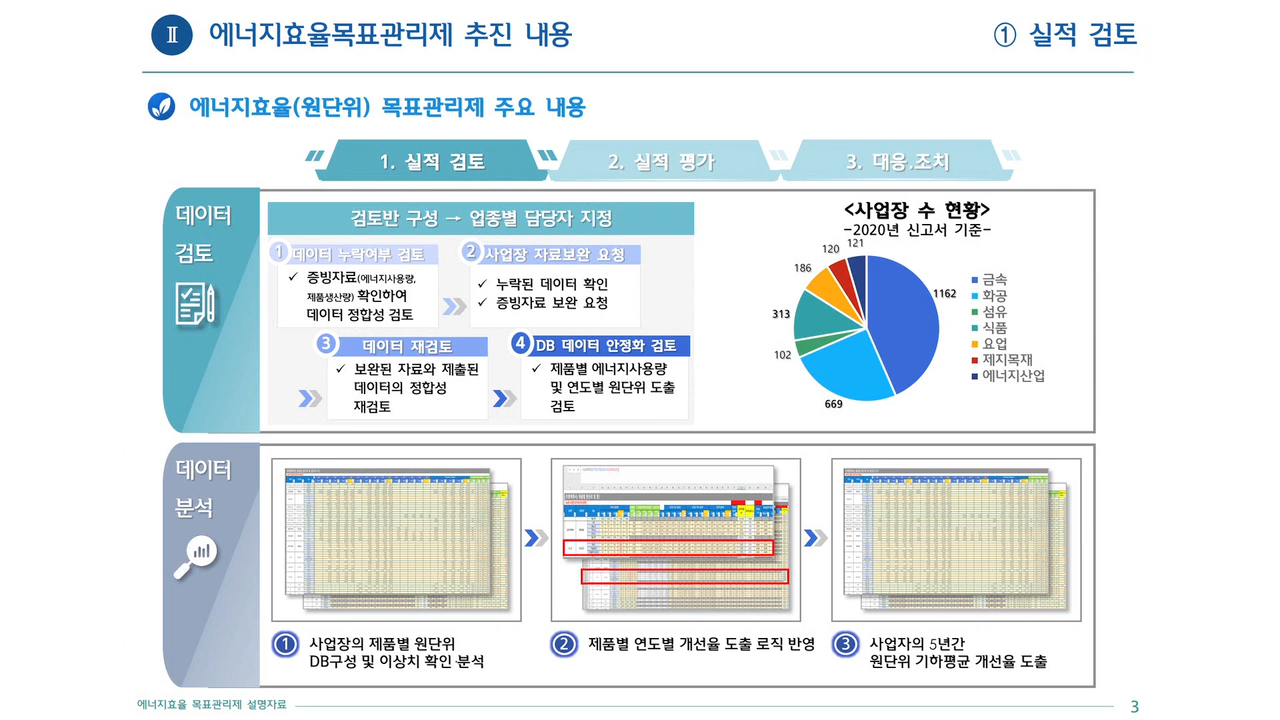 Ⅱ 에너지효율목표관리제 추진 내용
① 실적 검토
에너지효율(원단위) 목표관리제 주요 내용
1. 실적 검토
2. 실적 평가
3. 대응.조치
데이터
검토
검토반 구성 → 업종별 담당자 지정
1 데이터 누락여부 검토
✓ 증빙자료(에너지사용량,
제품생산량) 확인하여
데이터 정합성 검토
2 사업장 자료보완 요청
✓ 누락된 데이터 확인
✓ 증빙자료 보완 요청
3 데이터 재검토
✓ 보완된 자료와 제출된
데이터의 정합성
재검토
4 DB 데이터 안정화 검토
✓ 제품별 에너지사용량
및 연도별 원단위 도출
검토
<사업장 수 현황>
-2020년 신고서 기준-
1162
669
102
313
186
120
121
금속
화공
섬유
식품
요업
제지목재
에너지산업
데이터
분석
1 사업장의 제품별 원단위
DB구성 및 이상치 확인 분석
2 제품별 연도별 개선율 도출 로직 반영
3 사업자의 5년간
원단위 기하평균 개선율 도출
에너지효율 목표관리제 설명자료
3